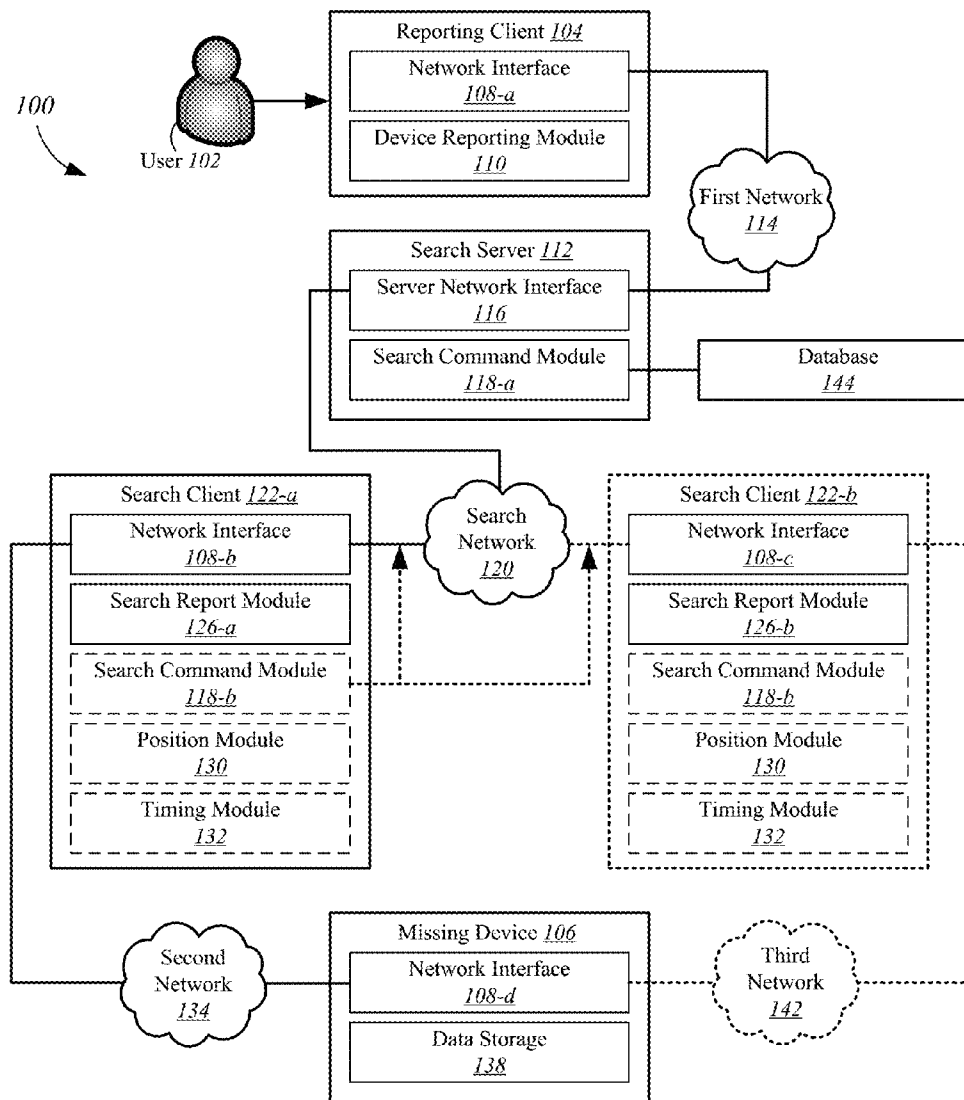 100
User 102
Reporting Client 104
Network Interface
108-a
Device Reporting Module
110
First Network
114
Search Server 112
Server Network Interface
116
Search Command Module
118-a
Database
144
Search Client 122-a
Network Interface
108-b
Search Report Module
126-a
Search Command Module
118-b
Position Module
130
Timing Module
132
Search
Network
120
Search Client 122-b
Network Interface
108-c
Search Report Module
126-b
Search Command Module
118-b
Position Module
130
Timing Module
132
Second
Network
134
Missing Device 106
Network Interface
108-d
Data Storage
138
Third
Network
142